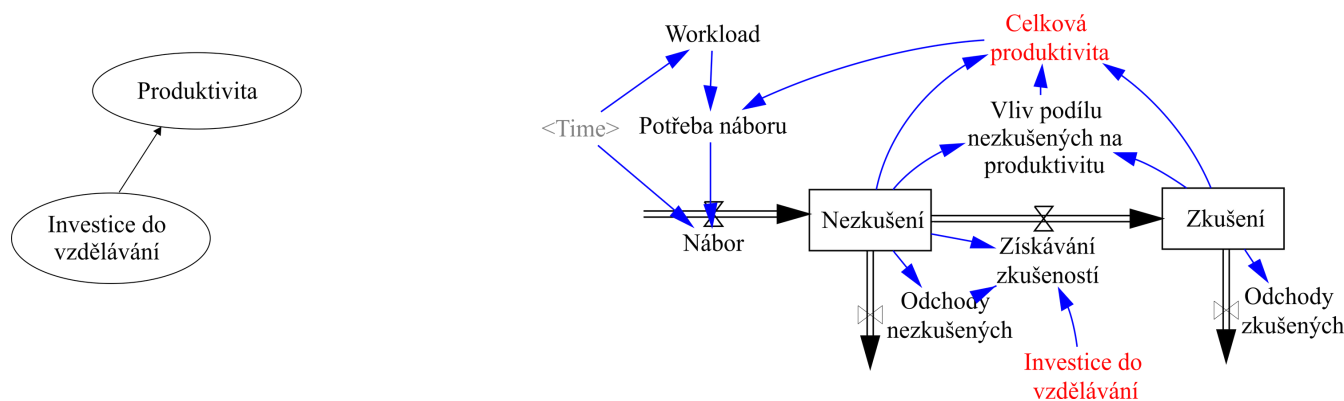 Produktivita
Investice do
vzdělávání
Workload
Celková
produktivita
<Time>
Potřeba náboru
Vliv podílu
nezkušených na
produktivitu
Nábor
Nezkušení
Získávání
zkušeností
Zkušení
Odchody
nezkušených
Odchody
zkušených
Investice do
vzdělávání